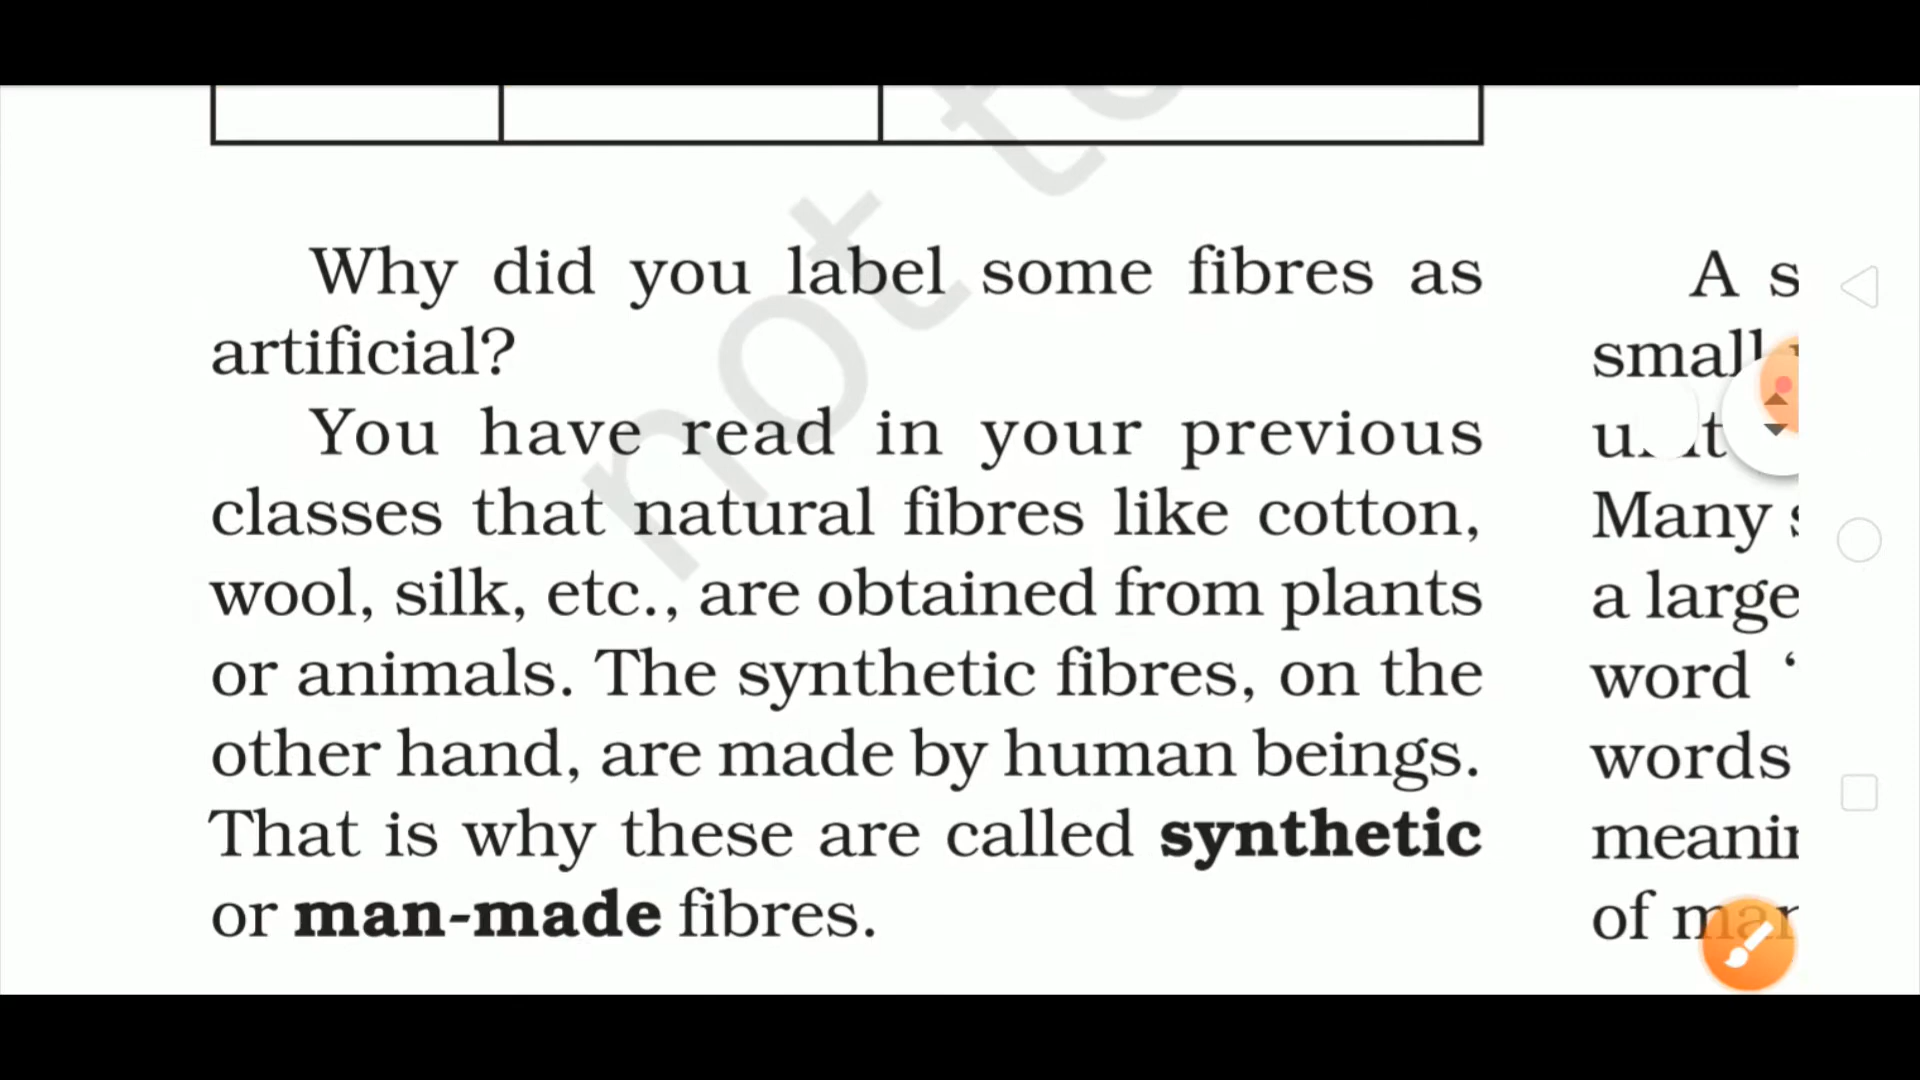 not to
Why did you label some fibres as
artificial?
You have read in your previous
classes that natural fibres like cotton,
wool, silk, etc., are obtained from plants
or animals. The synthetic fibres, on the
other hand, are made by human beings.
That is why these are called synthetic
or man-made fibres.
A s
small
Many
a large
word ‘
words
of